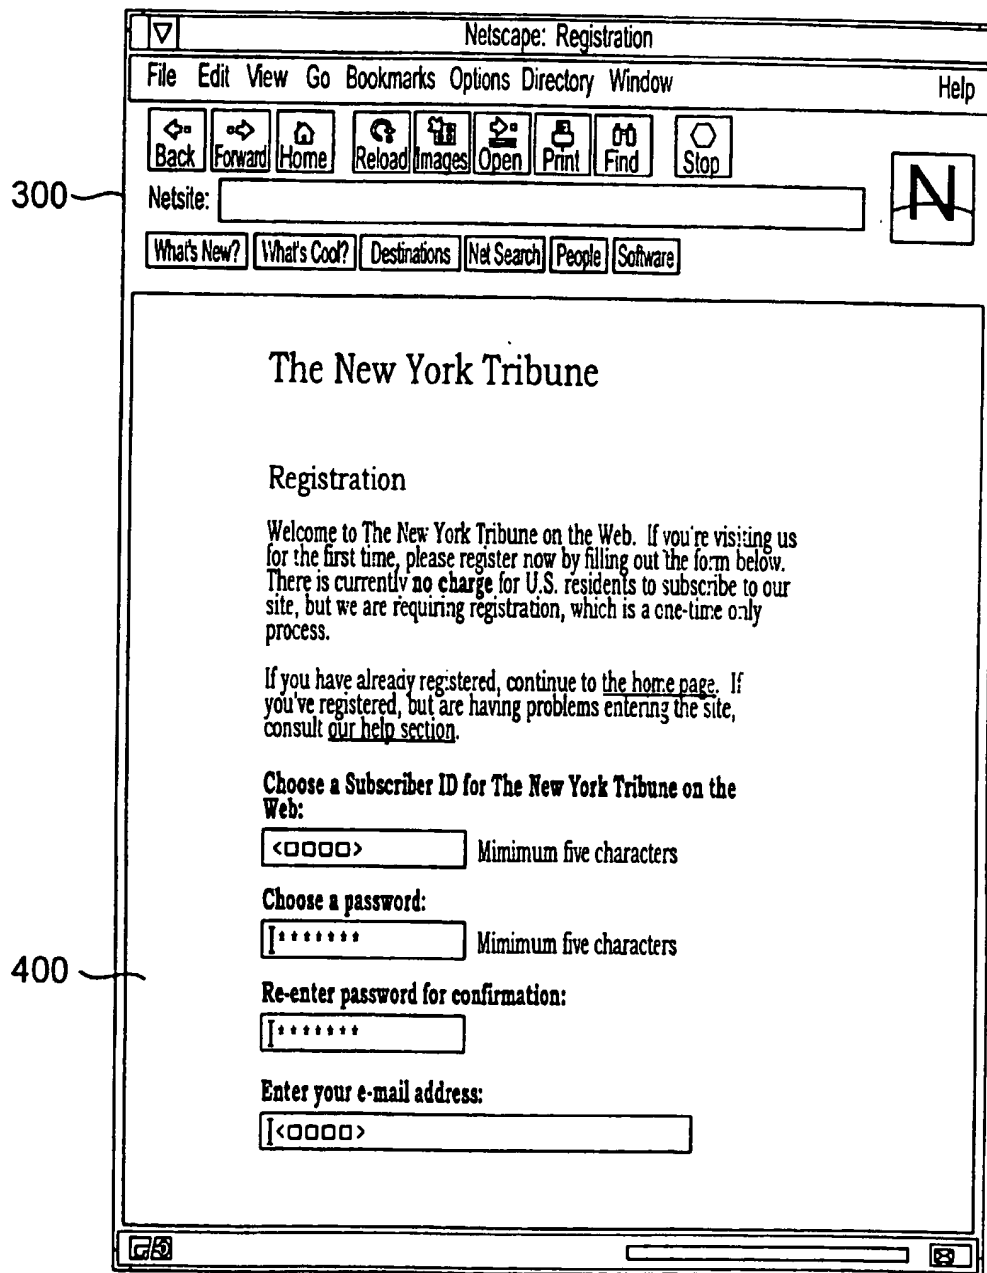 Netscape: Registration
File Edit View Go Bookmarks Options Directory Window Help
Back Forward Home Reload Images Open Print Find Stop
N
300
Netsite:
What's New? What's Cool? Destinations Net Search People Software
The New York Tribune
Registration
Welcome to The New York Tribune on the Web. If you're visiting us
for the first time, please register now by filling out the form below.
There is currently no charge for U.S. residents to subscribe to our
site, but we are requiring registration, which is a one-time only
process.
If you have already registered, continue to the home page. If
you've registered, but are having problems entering the site,
consult our help section.
Choose a Subscriber ID for The New York Tribune on the
Web:
<□□□□> Mimimum five characters
Choose a password:
******* Mimimum five characters
400
Re-enter password for confirmation:
*******
Enter your e-mail address:
<□□□□>